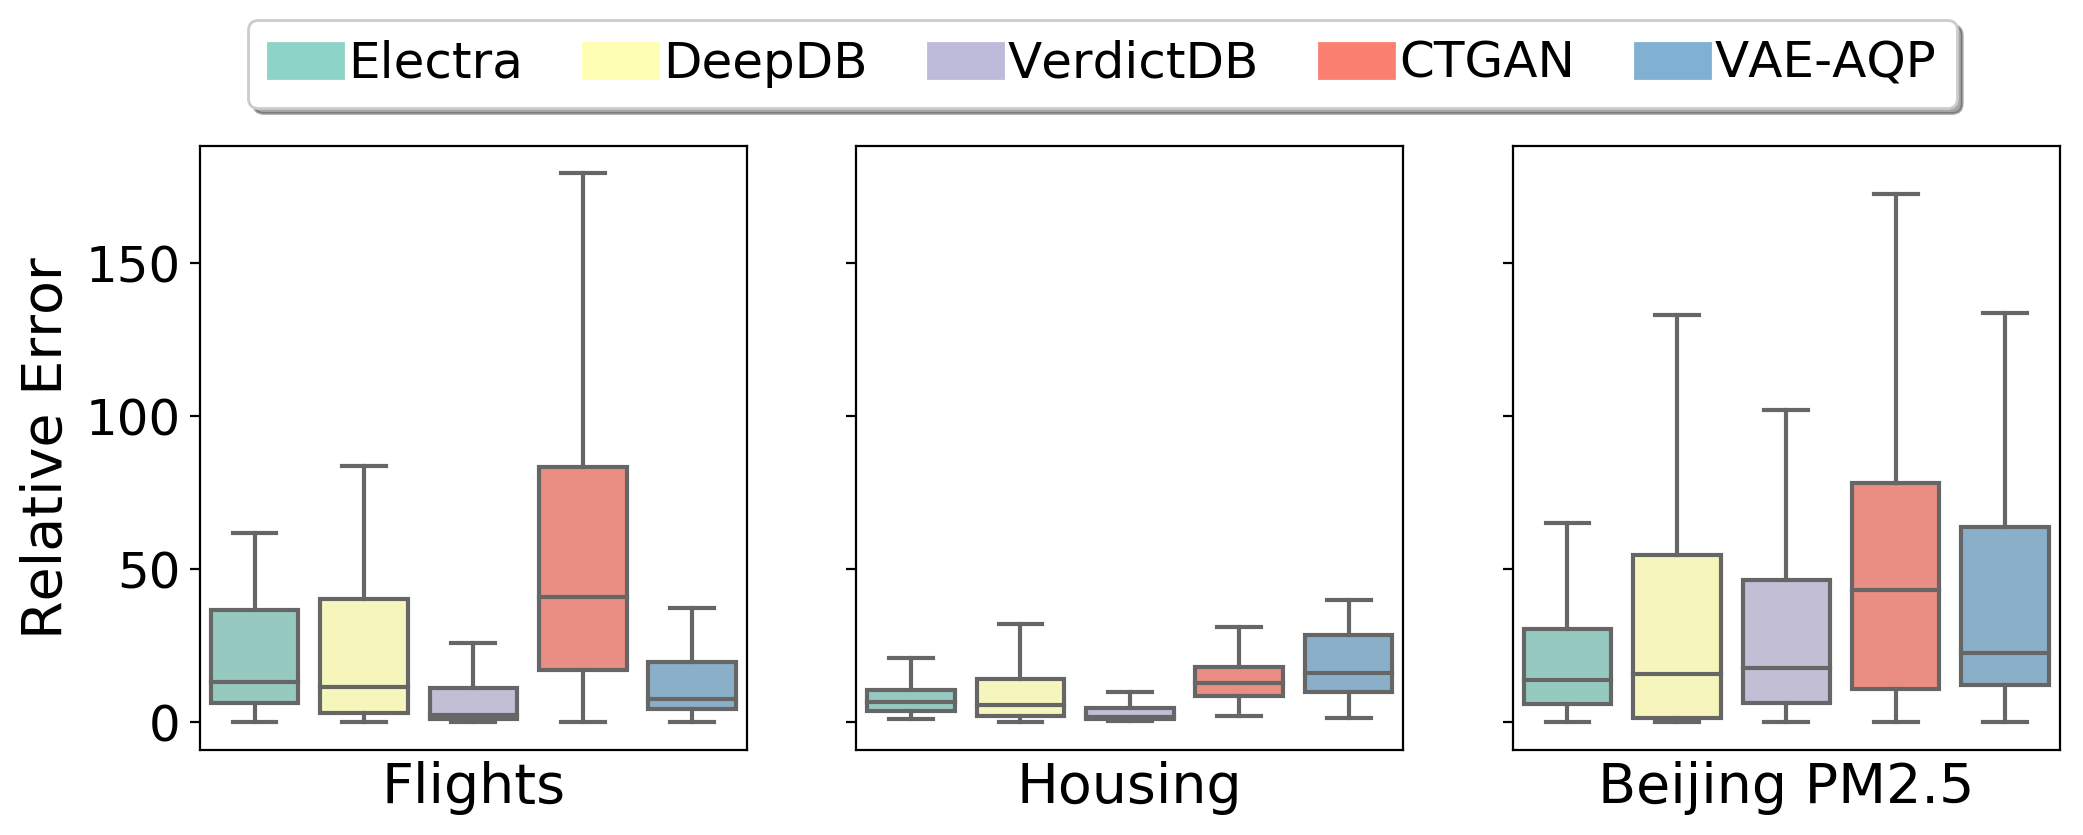 Electra DeepDB VerdictDB CTGAN VAE-AQP
Relative Error
150
100
50
0
Flights
Housing
Beijing PM2.5